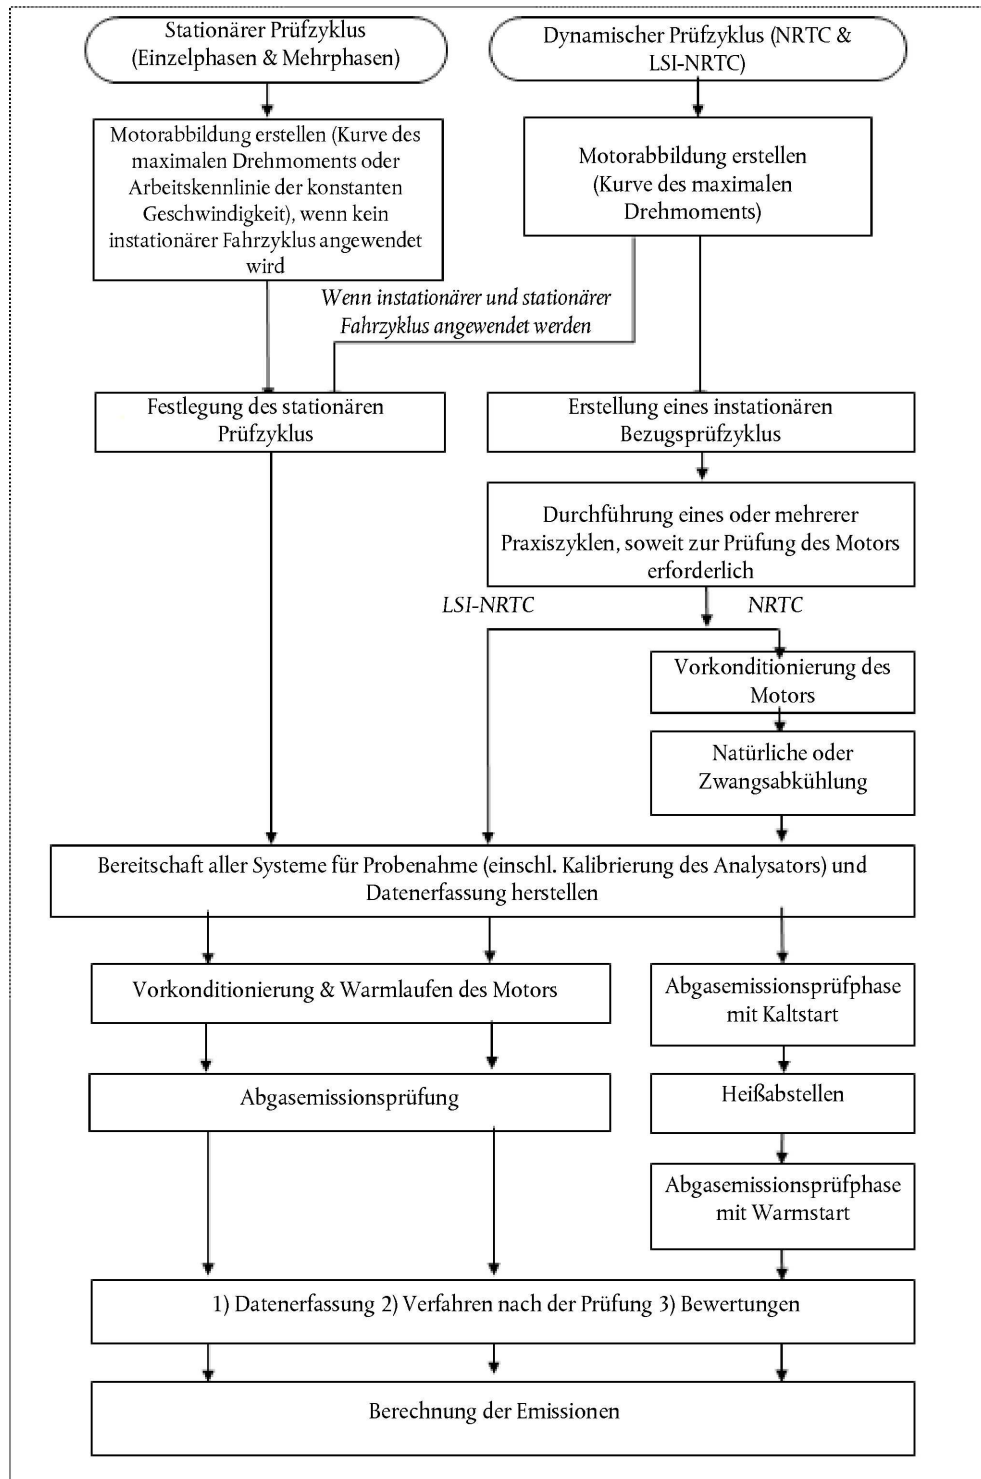 Stationärer Prüfzyklus
(Einzelphasen & Mehrphasen)
Dynamischer Prüfzyklus (NRTC &
LSI-NRTC)
Motorabbildung erstellen (Kurve des
maximalen Drehmoments oder
Arbeitskennlinie der konstanten
Geschwindigkeit), wenn kein
instationärer Fahrzyklus angewendet
wird
Motorabbildung erstellen
(Kurve des maximalen
Drehmoments)
Wenn instationärer und stationärer
Fahrzyklus angewendet werden
Festlegung des stationären
Prüfzyklus
Erstellung eines instationären
Bezugsprüfzyklus
Durchführung eines oder mehrerer
Praxiszyklen, soweit zur Prüfung des Motors
erforderlich
LSI-NRTC
NRTC
Vorkonditionierung des
Motors
Natürliche oder
Zwangsabkühlung
Bereitschaft aller Systeme für Probenahme (einschl. Kalibrierung des Analysators) und
Datenerfassung herstellen
Vorkonditionierung & Warmlaufen des Motors
Abgasemissionsprüfphase
mit Kaltstart
Abgasemissionsprüfung
Heißabstellen
Abgasemissionsprüfphase
mit Warmstart
1) Datenerfassung 2) Verfahren nach der Prüfung 3) Bewertungen
Berechnung der Emissionen